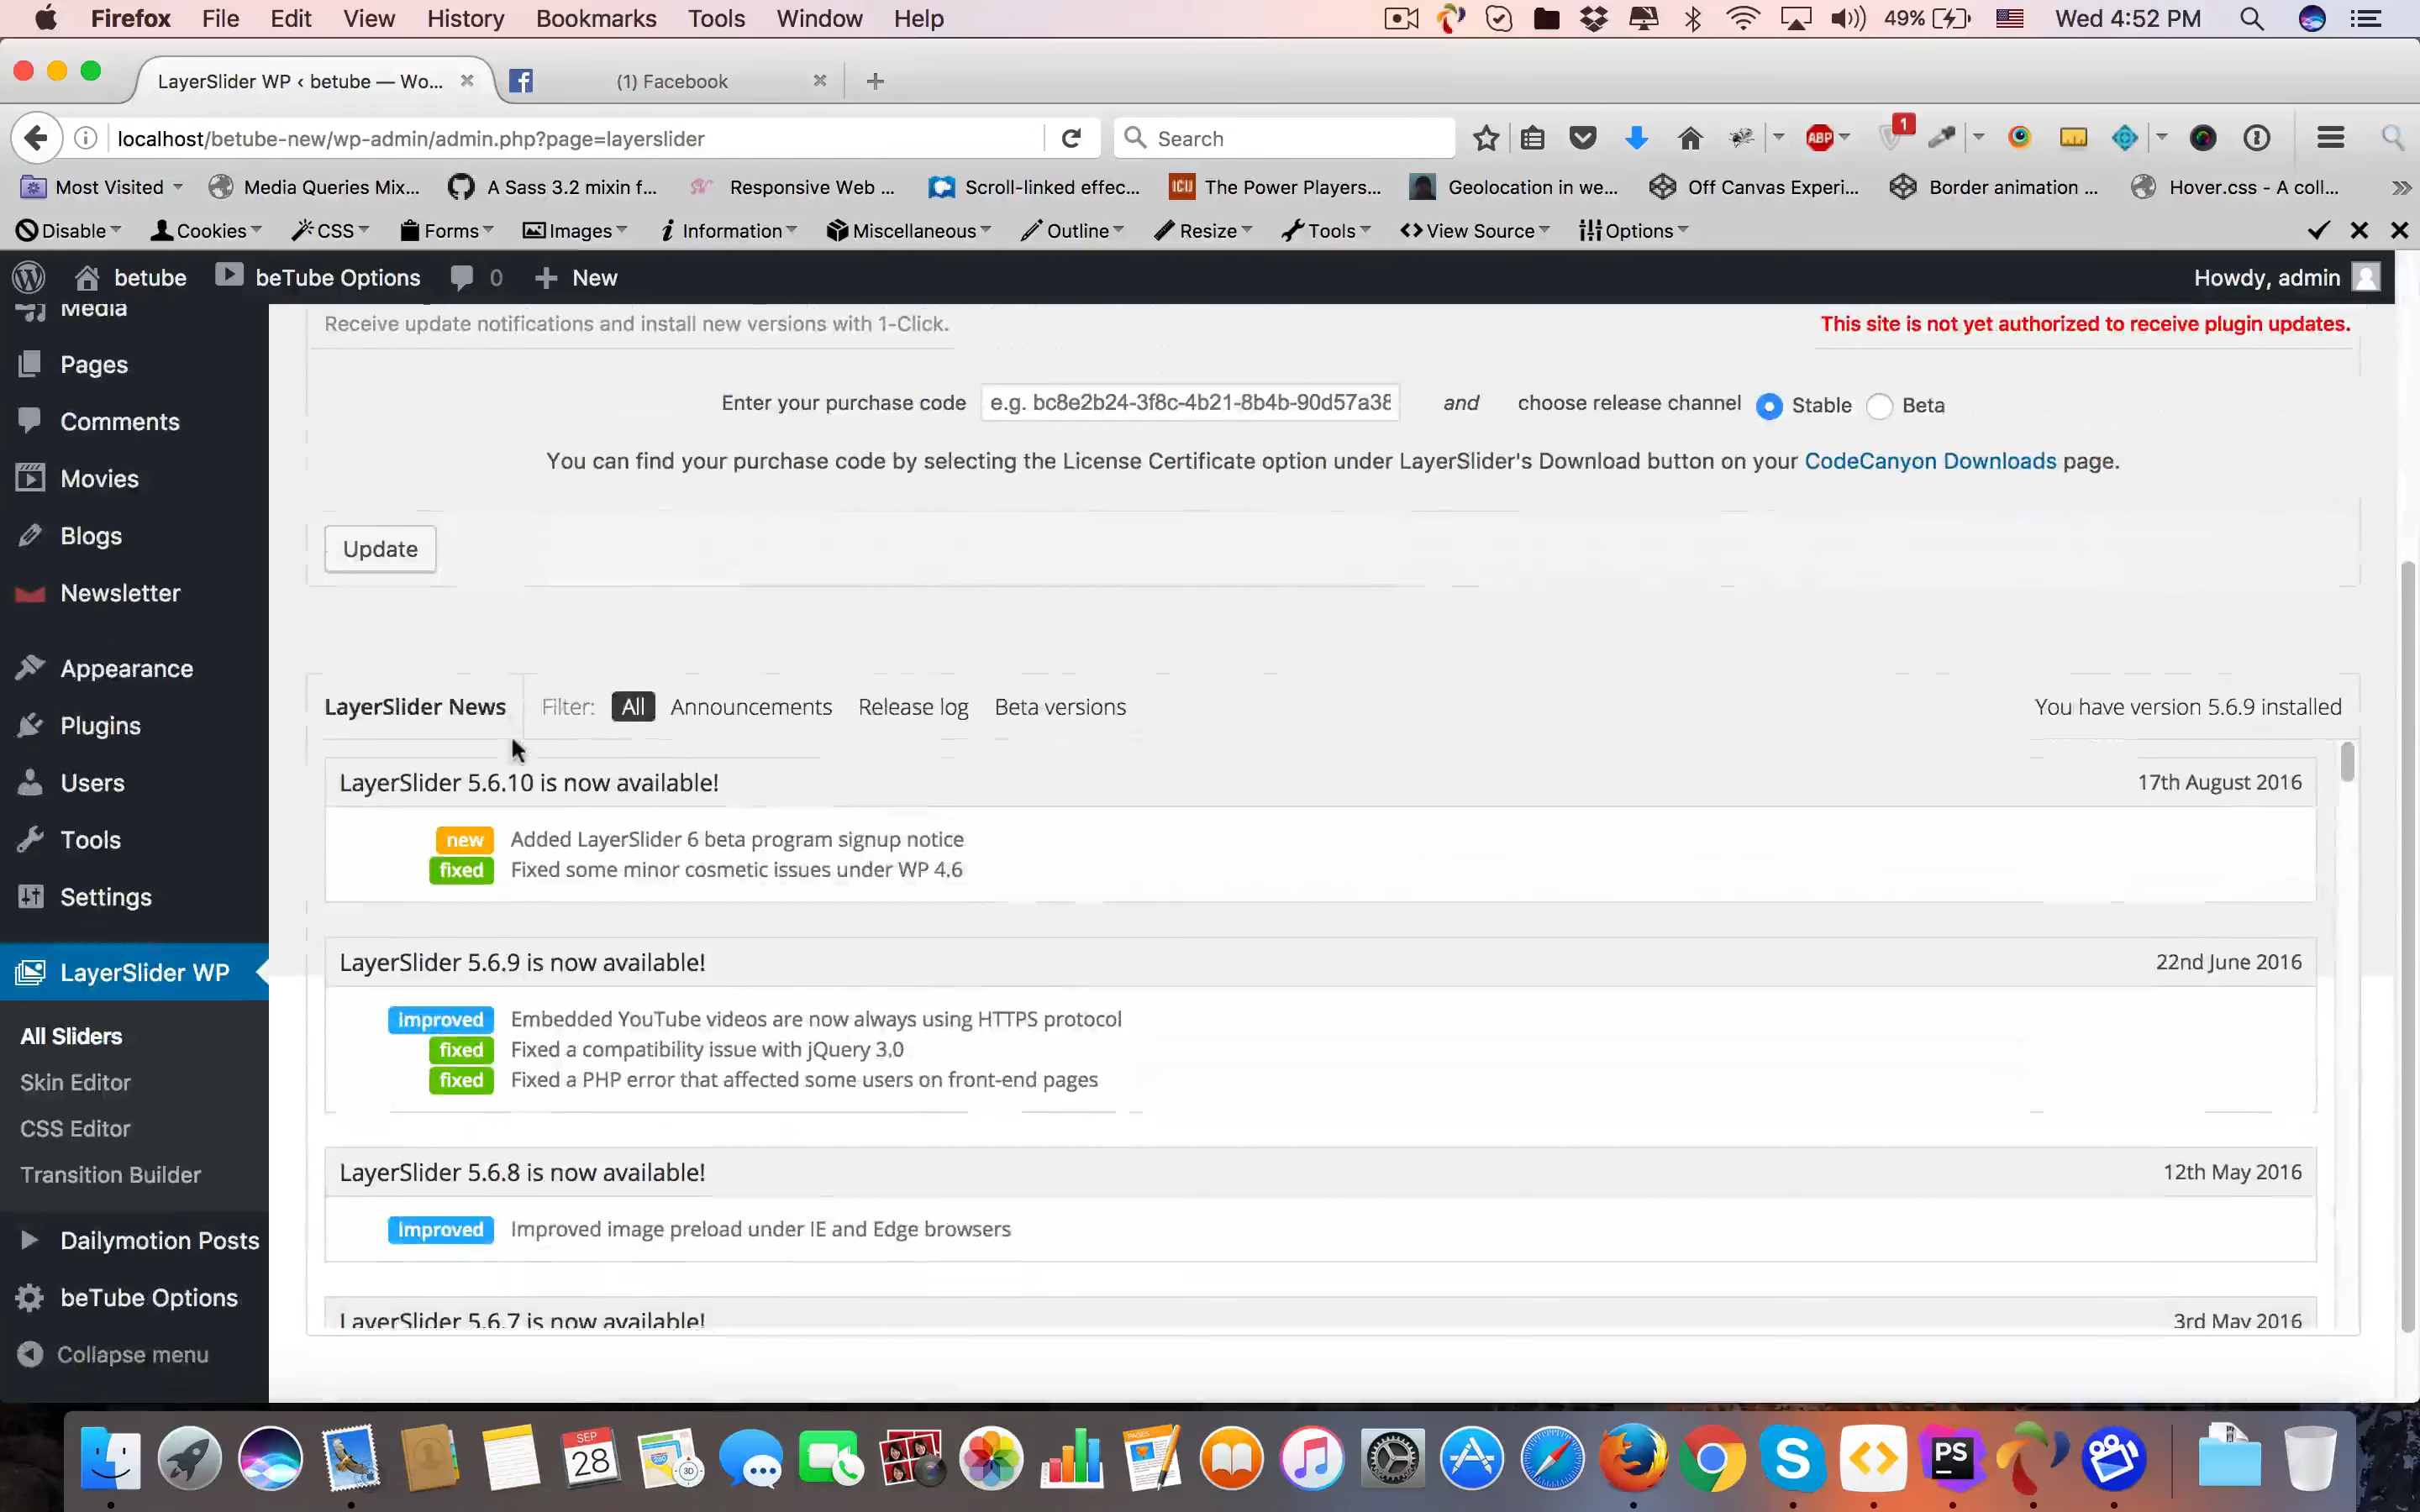 Firefox File Edit View History Bookmarks Tools Window Help 49% Wed 4:52 PM
LayerSlider WP ‹ betube — Wo... (1) Facebook
localhost/betube-new/wp-admin/admin.php?page=layerslider Search ABP 1
Most Visited Media Queries Mix... A Sass 3.2 mixin f... Responsive Web ... Scroll-linked effec... ICU The Power Players... Geolocation in we... Off Canvas Experi... Border animation ... Hover.css - A coll...
Disable Cookies CSS Forms Images Information Miscellaneous Outline Resize Tools View Source Options
betube beTube Options 0 New Howdy, admin
Media
Pages
Comments
Movies
Blogs
Newsletter
Appearance
Plugins
Users
Tools
Settings
LayerSlider WP
All Sliders
Skin Editor
CSS Editor
Transition Builder
Dailymotion Posts
beTube Options
Collapse menu
Receive update notifications and install new versions with 1-Click. This site is not yet authorized to receive plugin updates.
Enter your purchase code e.g. bc8e2b24-3f8c-4b21-8b4b-90d57a38 and choose release channel Stable Beta
You can find your purchase code by selecting the License Certificate option under LayerSlider's Download button on your CodeCanyon Downloads page.
Update
LayerSlider News Filter: All Announcements Release log Beta versions You have version 5.6.9 installed
LayerSlider 5.6.10 is now available! 17th August 2016
new Added LayerSlider 6 beta program signup notice
fixed Fixed some minor cosmetic issues under WP 4.6
LayerSlider 5.6.9 is now available! 22nd June 2016
improved Embedded YouTube videos are now always using HTTPS protocol
fixed Fixed a compatibility issue with jQuery 3.0
fixed Fixed a PHP error that affected some users on front-end pages
LayerSlider 5.6.8 is now available! 12th May 2016
improved Improved image preload under IE and Edge browsers
LayerSlider 5.6.7 is now available! 3rd May 2016
SEP
28
PAGES
280
3D
PS